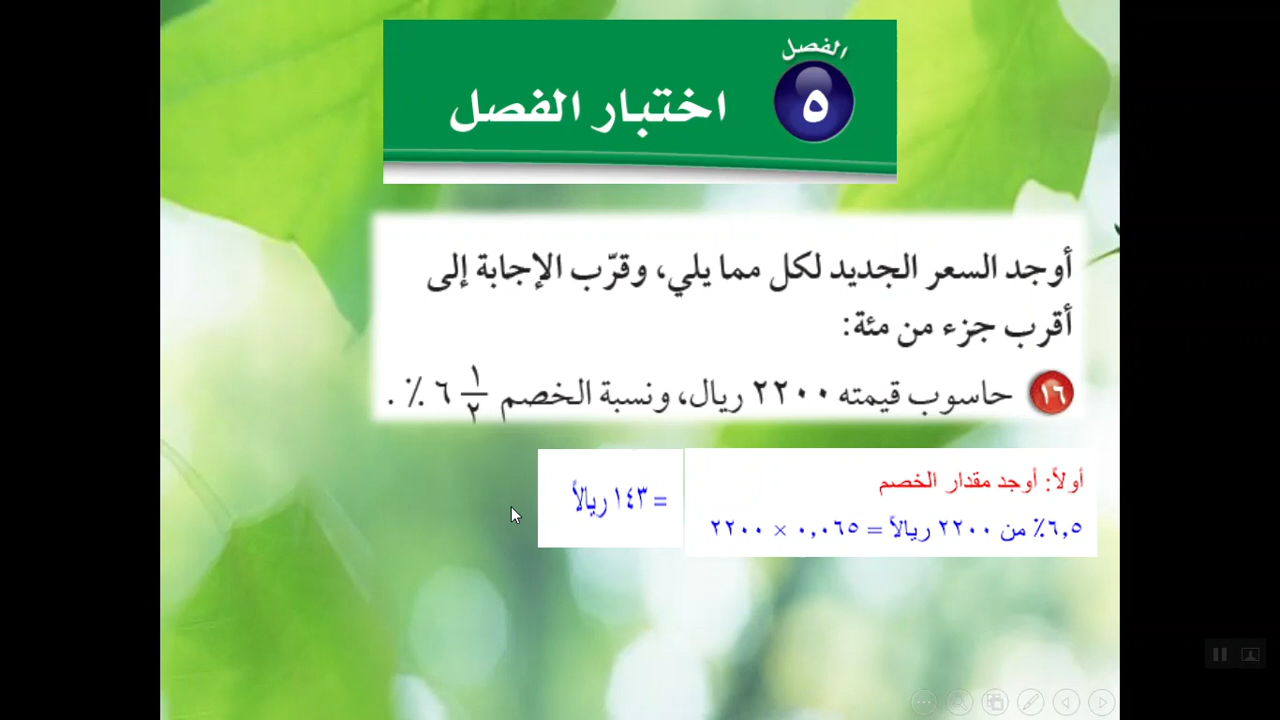 الفصل
٥
اختبار الفصل
أوجد السعر الجديد لكل مما يلي، وقرّب الإجابة إلى
أقرب جزء من مئة:
١٦ حاسوب قيمته ٢٢٠٠ ريال، ونسبة الخصم ٦ ١/٢ ٪ .
أولاً: أوجد مقدار الخصم
٦,٥٪ من ٢٢٠٠ ريالاً = ٠,٠٦٥ × ٢٢٠٠
= ١٤٣ ريالاً